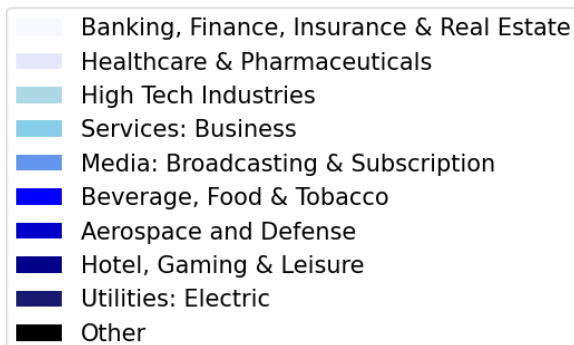 Banking, Finance, Insurance & Real Estate
Healthcare & Pharmaceuticals
High Tech Industries
Services: Business
Media: Broadcasting & Subscription
Beverage, Food & Tobacco
Aerospace and Defense
Hotel, Gaming & Leisure
Utilities: Electric
Other